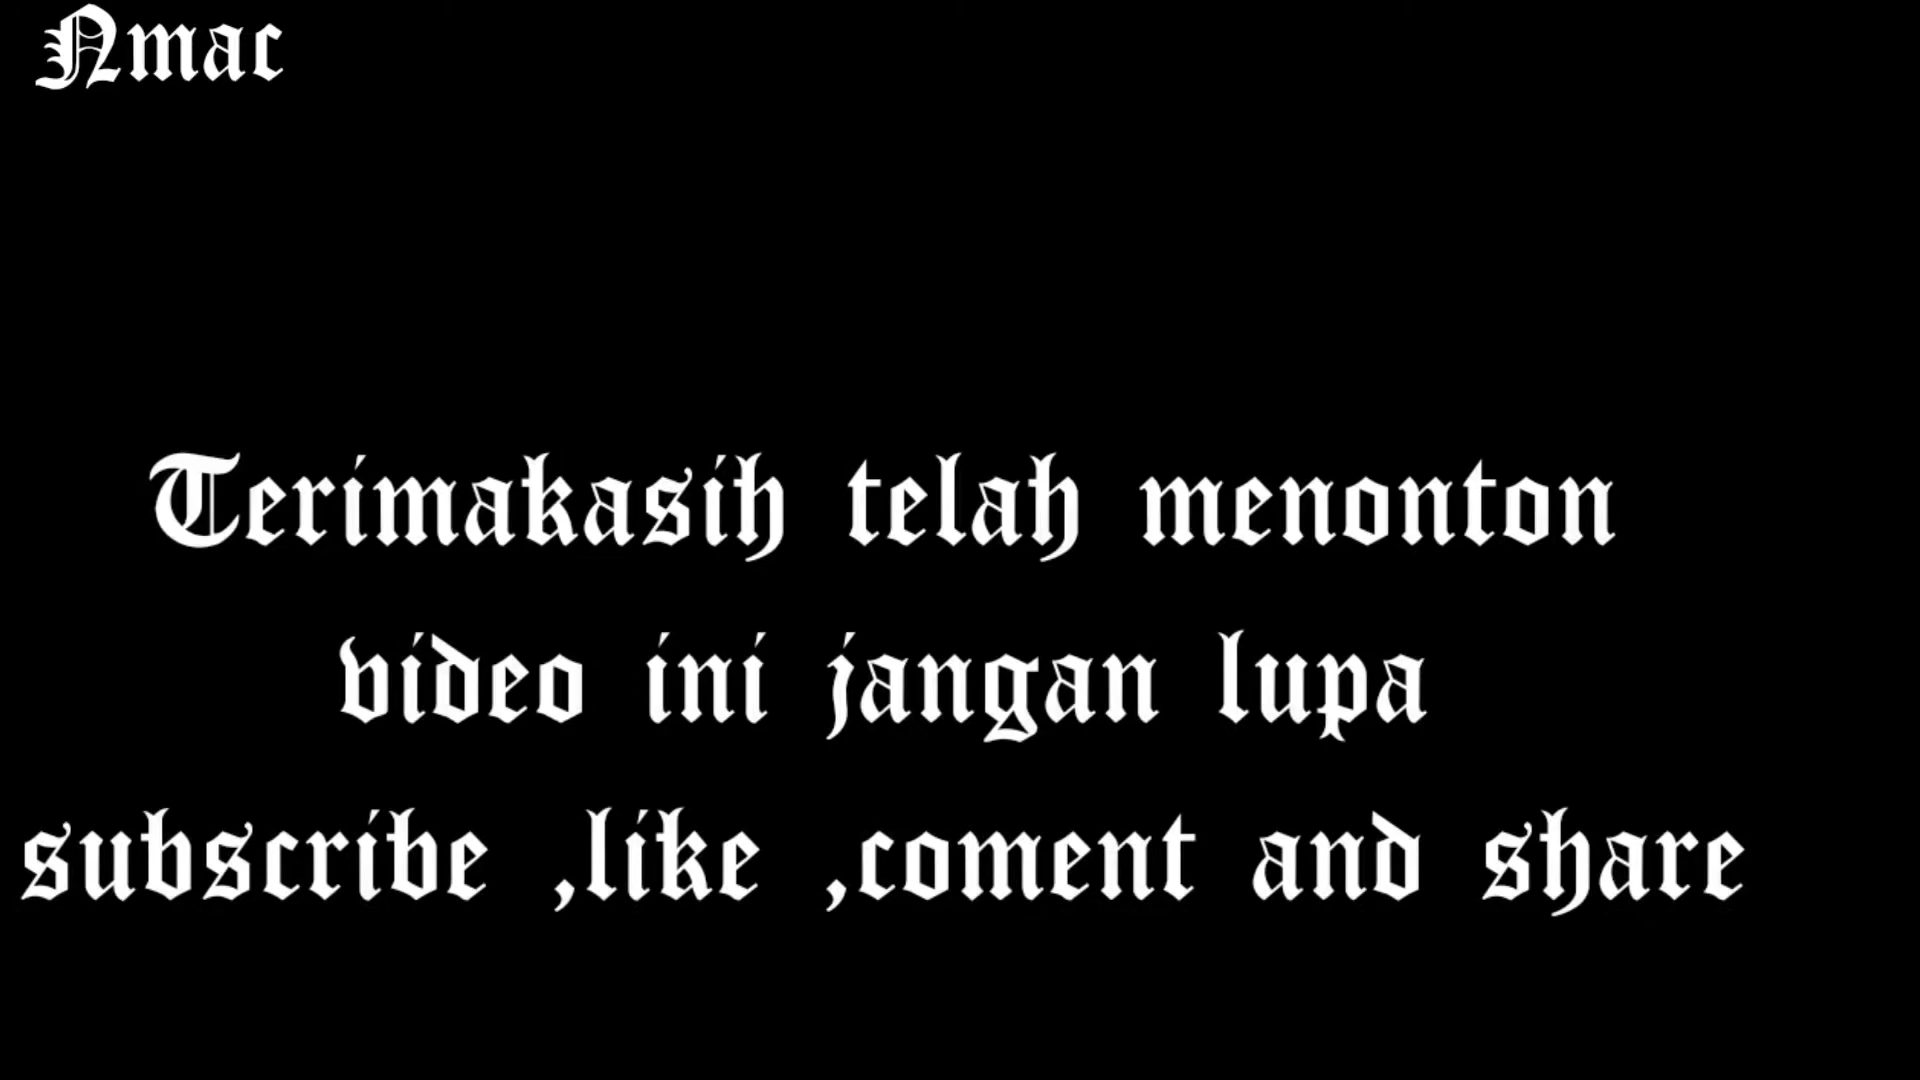 Nmac
Terimakasih telah menonton
video ini jangan lupa
subscribe ,like ,coment and share